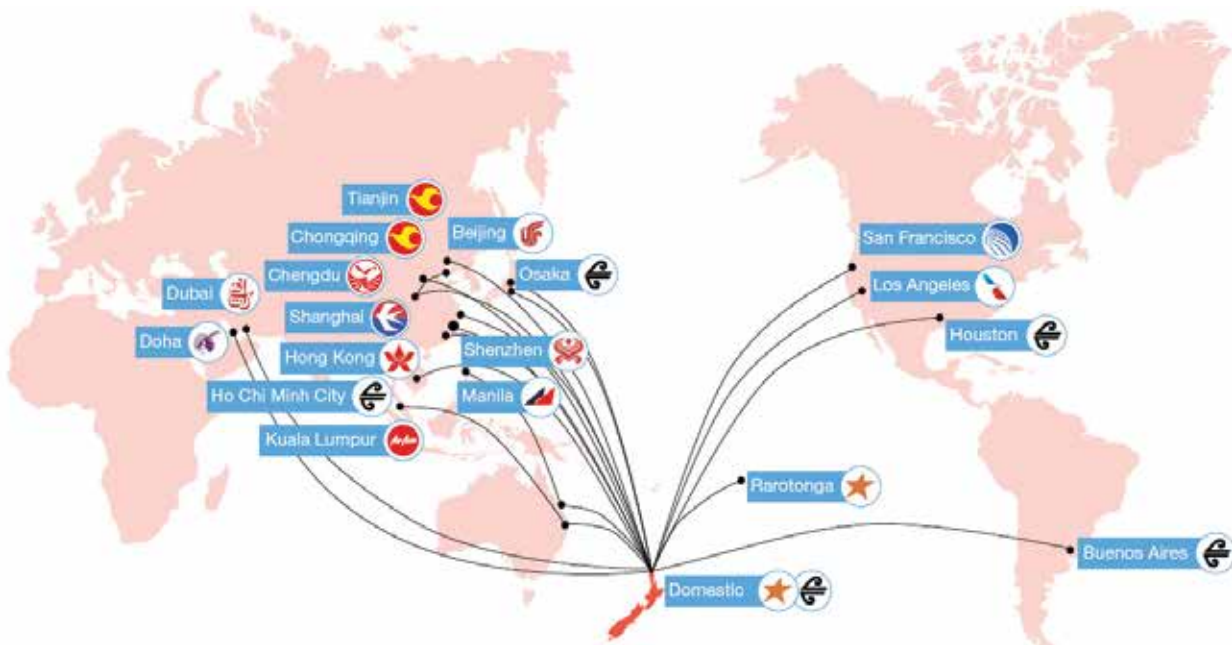 Tianjin
Chongqing
Beijing
Chengdu
Osaka
San Francisco
Dubai
Los Angeles
Shanghai
Doha
Houston
Hong Kong
Shenzhen
Ho Chi Minh City
Manila
Kuala Lumpur
Rarotonga
Buenos Aires
Domestic